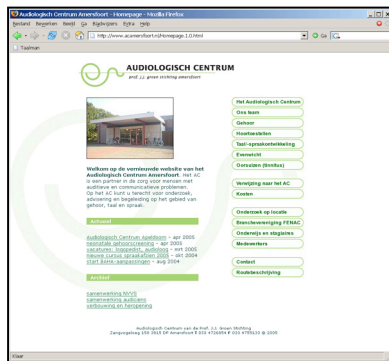 Audiologisch Centrum Amersfoort - Homepage - Mozilla Firefox
Bestand Bewerken Beeld Ga Bladwijzers Extra Help
http://www.acamersfoort.nl/Homepage.1.0.html
Ga
Taalman
AUDIOLOGISCH CENTRUM
prof. j.j. groen stichting amersfoort
Het Audiologisch Centrum
Ons team
Gehoor
Hoortoestellen
Taal-/spraakontwikkeling
Evenwicht
Oorsuizen (tinnitus)
Verwijzing naar het AC
Kosten
Onderzoek op locatie
Branchevereniging FENAC
Onderwijs en stagiaires
Medewerkers
Contact
Routebeschrijving
Welkom op de vernieuwde website van het
Audiologisch Centrum Amersfoort. Het AC
is een partner in de zorg voor mensen met
auditieve en communicatieve problemen.
Op het AC kunt u terecht voor onderzoek,
advisering en begeleiding op het gebied van
gehoor, taal en spraak.
Actueel
Audiologisch Centrum Apeldoorn - apr 2005
neonatale gehoorscreening - apr 2005
vacatures: logopedist, audioloog - mrt 2005
nieuwe cursus spraakafzien 2005 - okt 2004
start BAHA-aanpassingen - aug 2004
Archief
samenwerking NVVS
samenwerking audiciens
verbouwing en heropening
Audiologisch Centrum van de Prof. J.J. Groen Stichting
Klaar